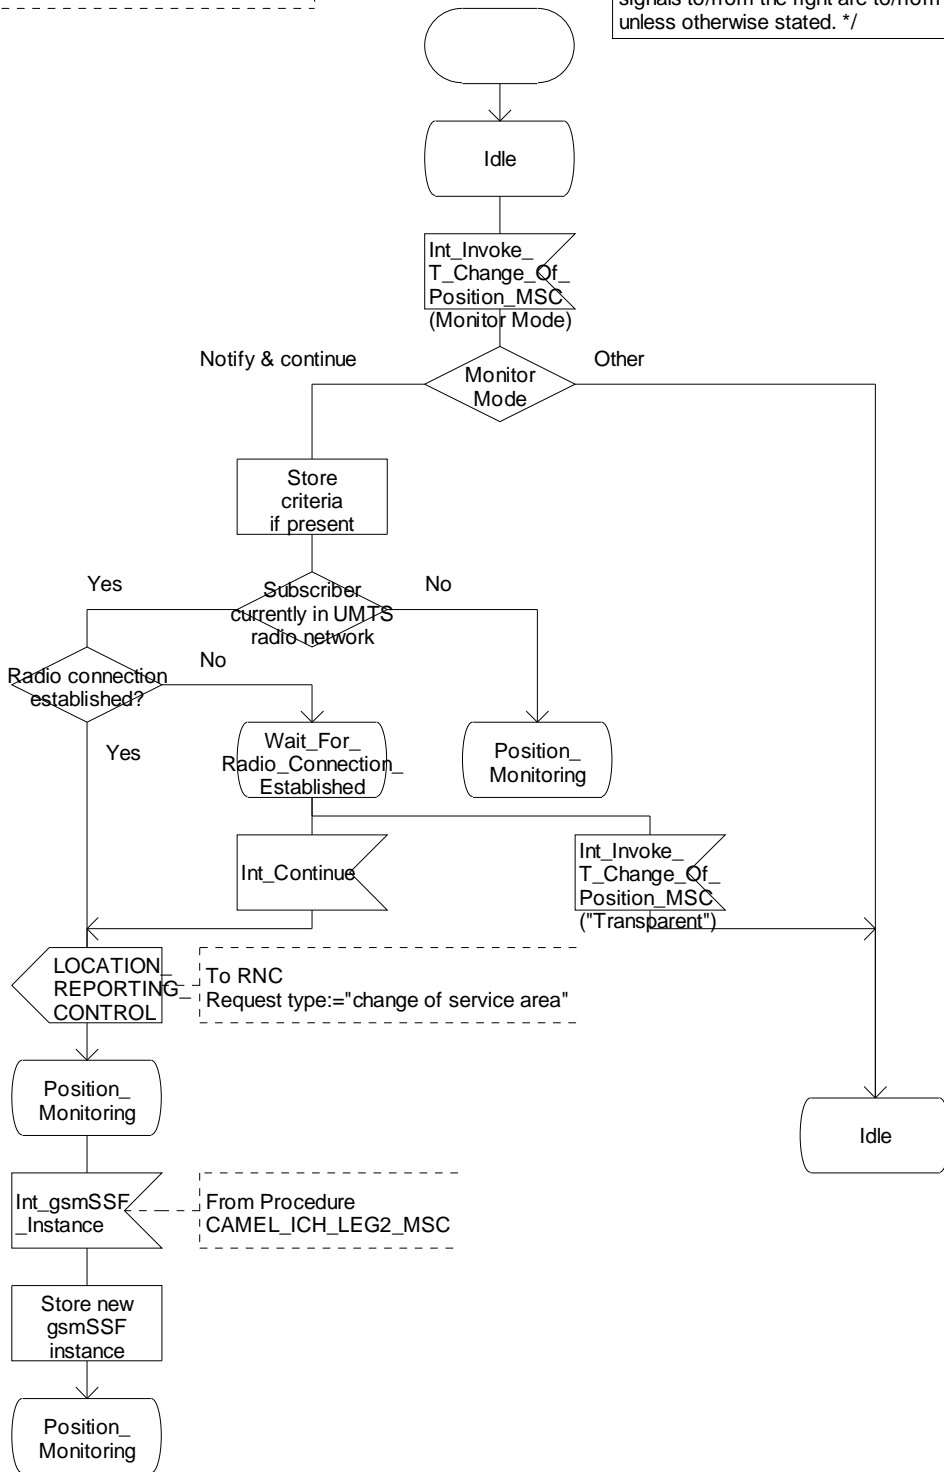 signals to/from the right are to/from
unless otherwise stated. */
Idle
Int_Invoke_
T_Change_Of_
Position_MSC
(Monitor Mode)
Notify & continue
Monitor
Mode
Other
Store
criteria
if present
Yes
Subscriber
currently in UMTS
radio network
No
Radio connection
established?
No
Yes
Wait_For_
Radio_Connection_
Established
Position_
Monitoring
Int_Continue
Int_Invoke_
T_Change_Of_
Position_MSC
("Transparent")
LOCATION_
REPORTING_
CONTROL
To RNC
Request type:="change of service area"
Position_
Monitoring
Idle
Int_gsmSSF
_Instance
From Procedure
CAMEL_ICH_LEG2_MSC
Store new
gsmSSF
instance
Position_
Monitoring